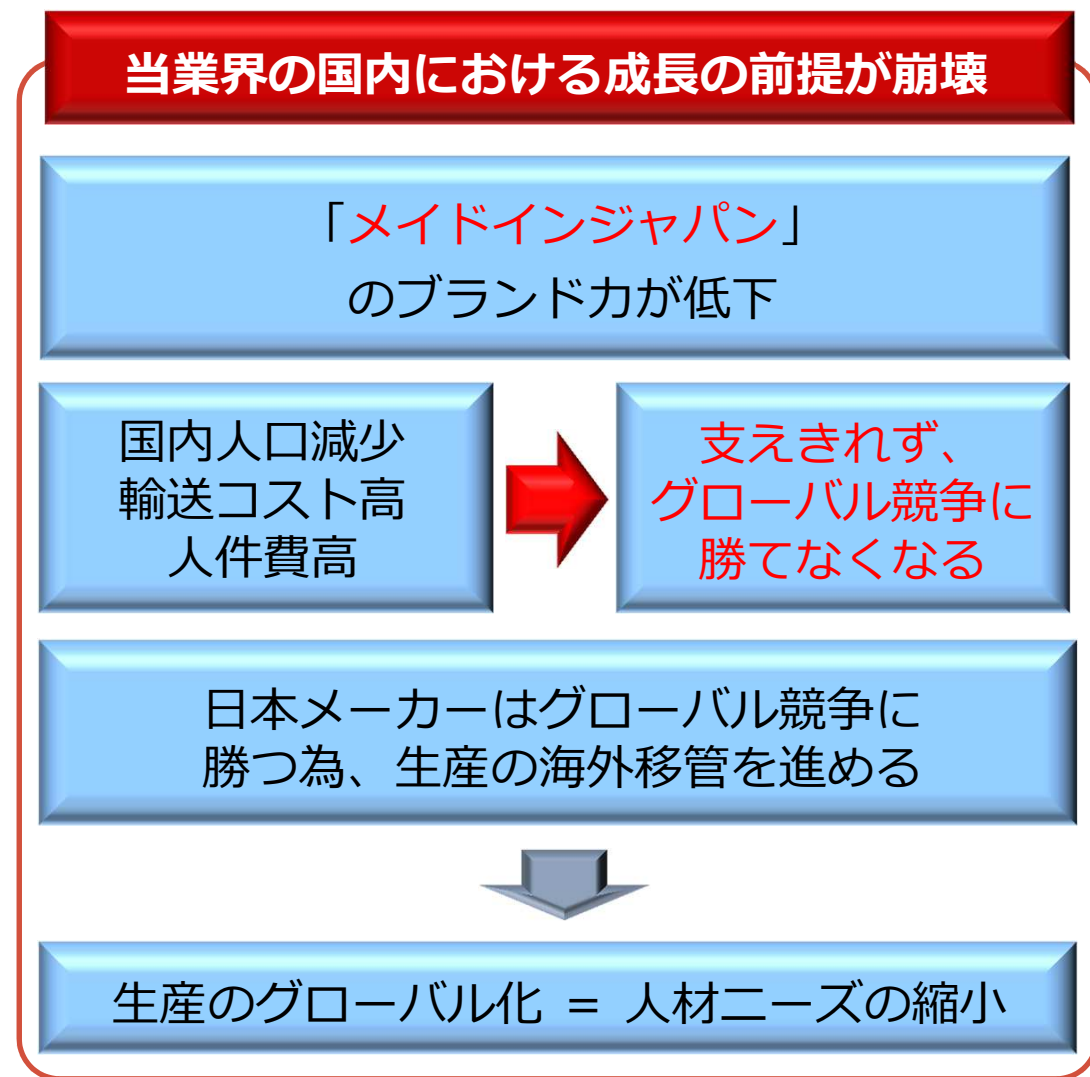 当業界の国内における成長の前提が崩壊
「メイドインジャパン」
のブランド力が低下
国内人口減少
輸送コスト高
人件費高
支えきれず、
グローバル競争に
勝てなくなる
日本メーカーはグローバル競争に
勝つ為、生産の海外移管を進める
生産のグローバル化 = 人材ニーズの縮小